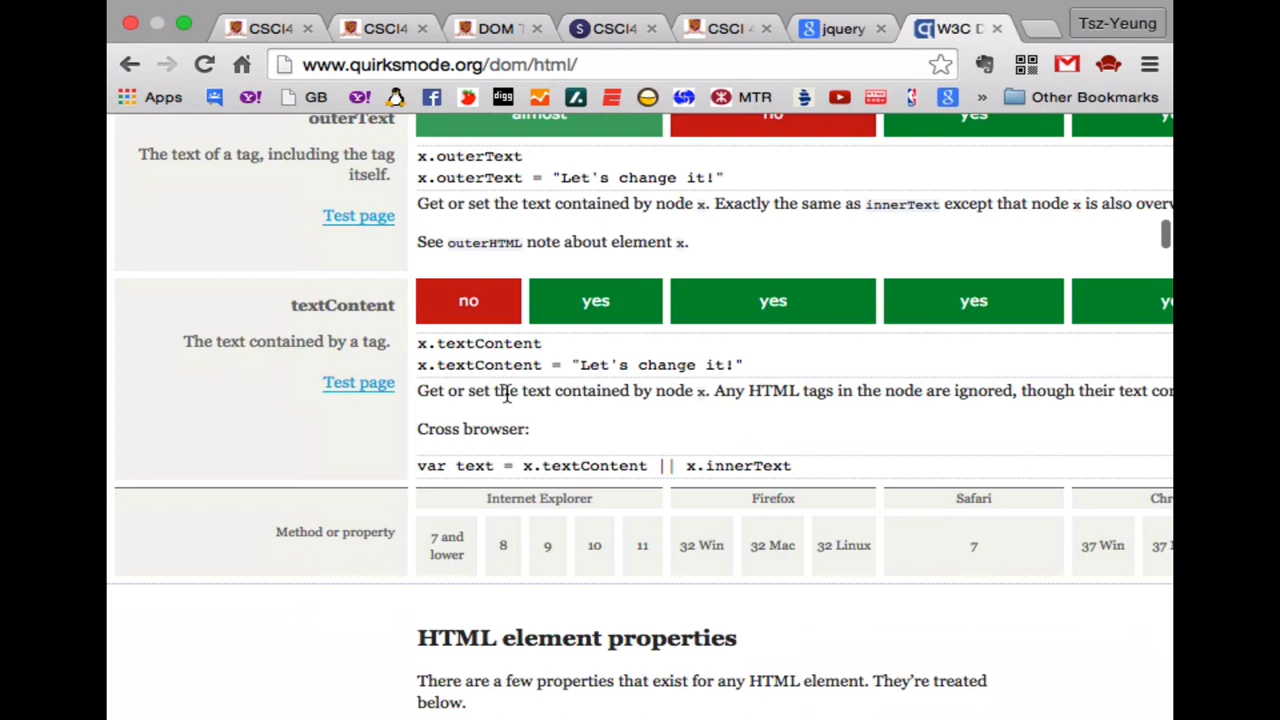 CSCI4
CSCI4
DOM T
CSCI4
CSCI
jquery
W3C D
Tsz-Yeung
www.quirksmode.org/dom/html/
Apps
GB
digg
MTR
»
Other Bookmarks
outerText
almost
no
yes
yes
The text of a tag, including the tag
itself.
Test page
x.outerText
x.outerText = "Let's change it!"
Get or set the text contained by node x. Exactly the same as innerText except that node x is also overw
See outerHTML note about element x.
textContent
no
yes
yes
yes
ye
The text contained by a tag.
Test page
x.textContent
x.textContent = "Let's change it!"
Get or set the text contained by node x. Any HTML tags in the node are ignored, though their text con
Cross browser:
var text = x.textContent || x.innerText
Internet Explorer
Firefox
Safari
Chr
Method or property
7 and
lower
8
9
10
11
32 Win
32 Mac
32 Linux
7
37 Win
37 M
HTML element properties
There are a few properties that exist for any HTML element. They're treated
below.